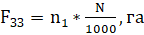 F₃₃ = n₁ * N/1000, га